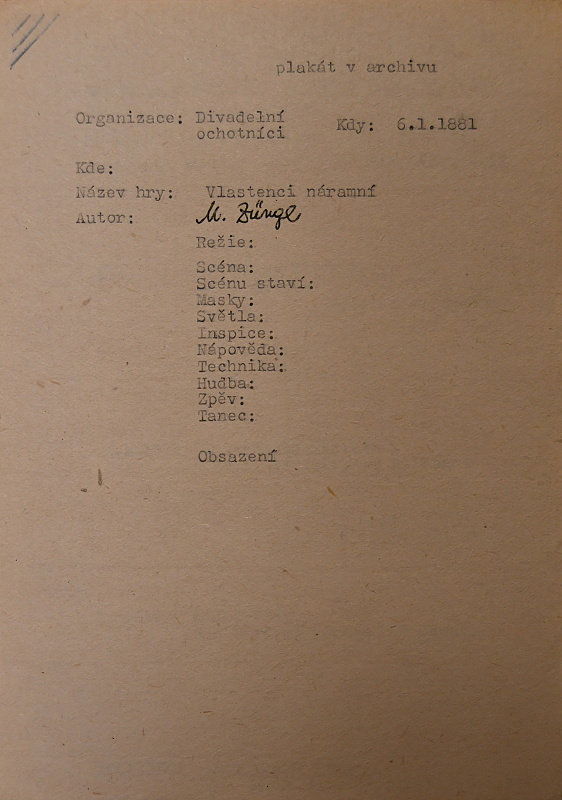 plakát v archivu
Organizace: Divadelní
ochotníci
Kdy: 6.1.1881
Kde:
Název hry: Vlastenci náramní
Autor: M. Züngl
Režie:
Scéna:
Scénu staví:
Masky:
Světla:
Inspice:
Nápověda:
Technika:
Hudba:
Zpěv:
Tanec:
Obsazení